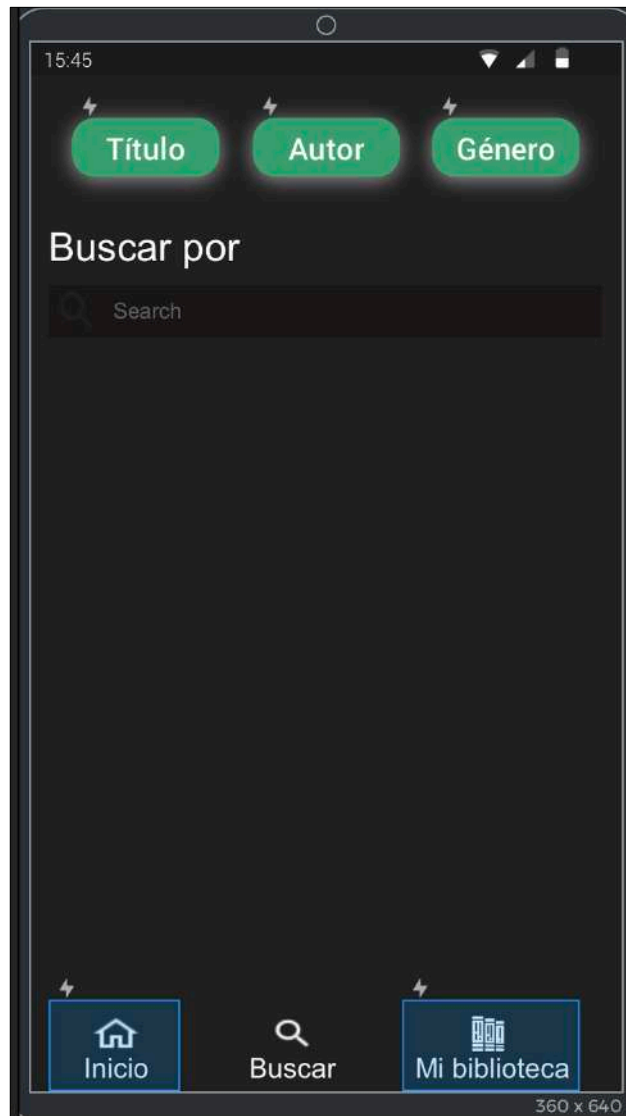 15:45
Título Autor Género
Buscar por
Search
Inicio Buscar Mi biblioteca
360 x 640